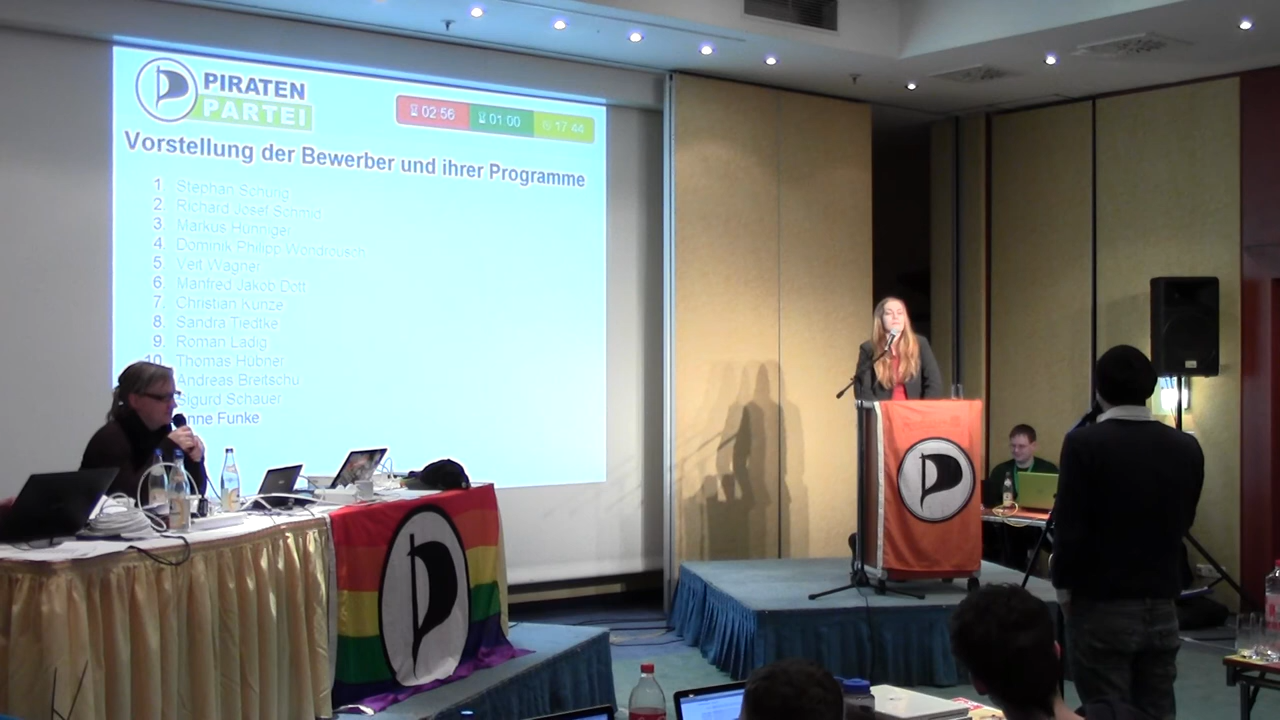 PIRATEN
PARTEI
02:56 01:00 17:44
Vorstellung der Bewerber und ihrer Programme
1. Stephan Schurig
2. Richard Josef Schmid
3. Markus Hünniger
4. Dominik Philipp Wondrousch
5. Veit Wagner
6. Manfred Jakob Dott
7. Christian Kunze
8. Sandra Tiedtke
9. Roman Ladig
10. Thomas Hübner
Andreas Breitschu
Sigurd Schauer
nne Funke